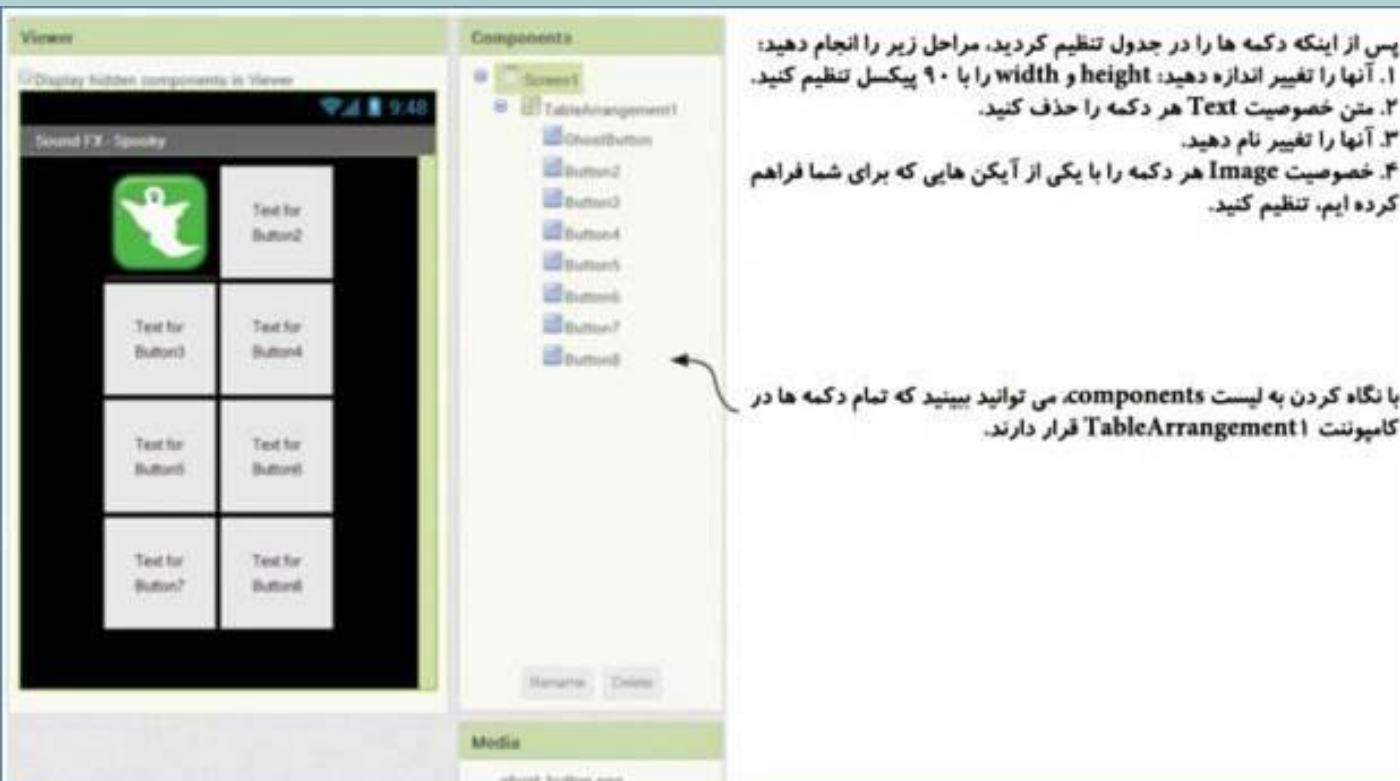 Viewer
Display hidden components in Viewer
9:48
Sound FX - Spooky
Text for
Button2
Text for
Button3
Text for
Button4
Text for
Button5
Text for
Button6
Text for
Button7
Text for
Button8
Components
Screen1
TableArrangement1
GhostButton
Button2
Button3
Button4
Button5
Button6
Button7
Button8
Rename Delete
Media
ghost-button.png
پس از اینکه دکمه ها را در جدول تنظیم کردید، مراحل زیر را انجام دهید:
۱. آنها را تغییر اندازه دهید: height و width را با ۹۰ پیکسل تنظیم کنید.
۲. متن خصوصیت Text هر دکمه را حذف کنید.
۳. آنها را تغییر نام دهید.
۴. خصوصیت Image هر دکمه را با یکی از آیکن هایی که برای شما فراهم
کرده ایم، تنظیم کنید.
با نگاه کردن به لیست components، می توانید ببینید که تمام دکمه ها در
کامپوننت TableArrangement۱ قرار دارند.